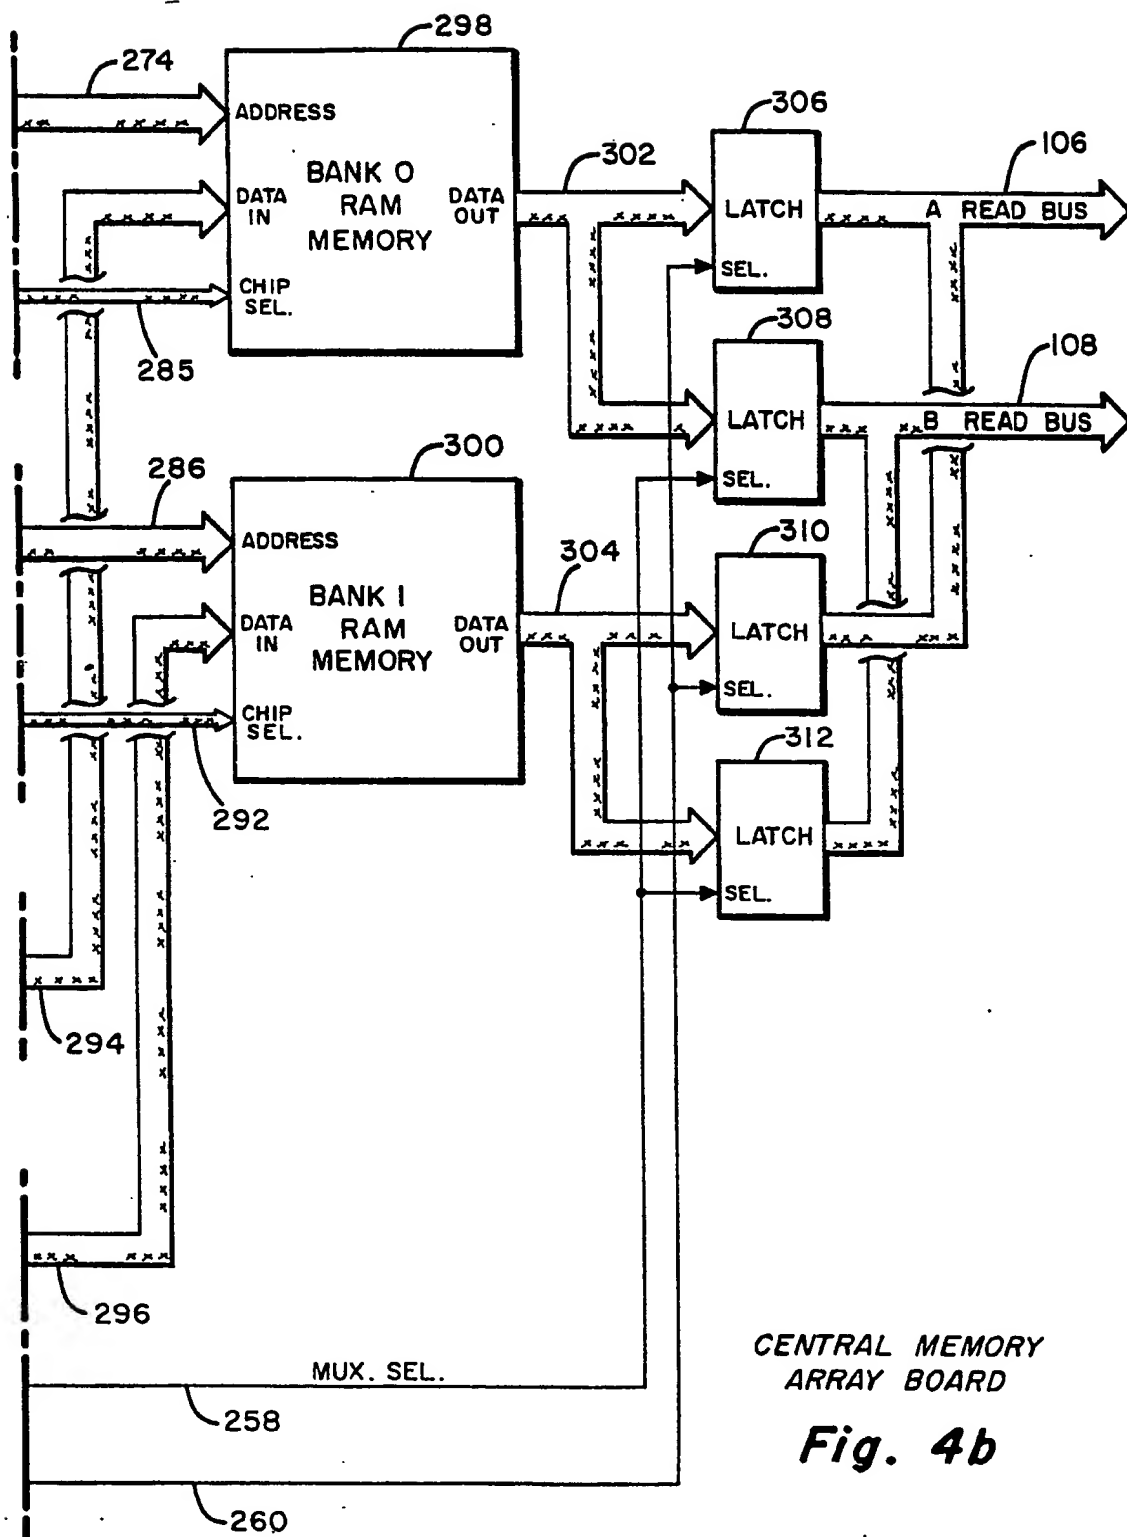 298
274
ADDRESS
BANK 0
RAM
MEMORY
DATA
IN
DATA
OUT
CHIP
SEL.
285
302
306
LATCH
SEL.
106
A READ BUS
308
LATCH
SEL.
108
B READ BUS
300
286
ADDRESS
BANK 1
RAM
MEMORY
DATA
IN
DATA
OUT
CHIP
SEL.
292
304
310
LATCH
SEL.
312
LATCH
SEL.
294
296
MUX. SEL.
258
260
CENTRAL MEMORY
ARRAY BOARD
Fig. 4b